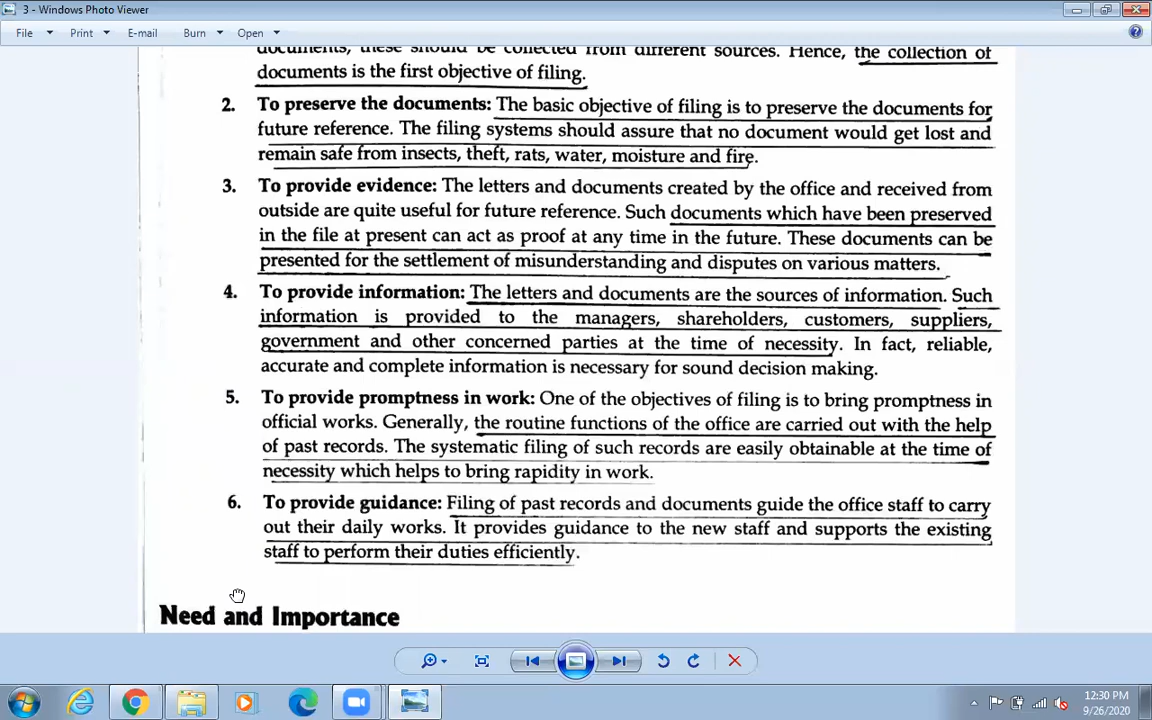 3 - Windows Photo Viewer
File Print E-mail Burn Open
documents, these should be collected from different sources. Hence, the collection of
documents is the first objective of filing.
2. To preserve the documents: The basic objective of filing is to preserve the documents for
future reference. The filing systems should assure that no document would get lost and
remain safe from insects, theft, rats, water, moisture and fire.
3. To provide evidence: The letters and documents created by the office and received from
outside are quite useful for future reference. Such documents which have been preserved
in the file at present can act as proof at any time in the future. These documents can be
presented for the settlement of misunderstanding and disputes on various matters.
4. To provide information: The letters and documents are the sources of information. Such
information is provided to the managers, shareholders, customers, suppliers,
government and other concerned parties at the time of necessity. In fact, reliable,
accurate and complete information is necessary for sound decision making.
5. To provide promptness in work: One of the objectives of filing is to bring promptness in
official works. Generally, the routine functions of the office are carried out with the help
of past records. The systematic filing of such records are easily obtainable at the time of
necessity which helps to bring rapidity in work.
6. To provide guidance: Filing of past records and documents guide the office staff to carry
out their daily works. It provides guidance to the new staff and supports the existing
staff to perform their duties efficiently.
Need and Importance
12:30 PM
9/26/2020